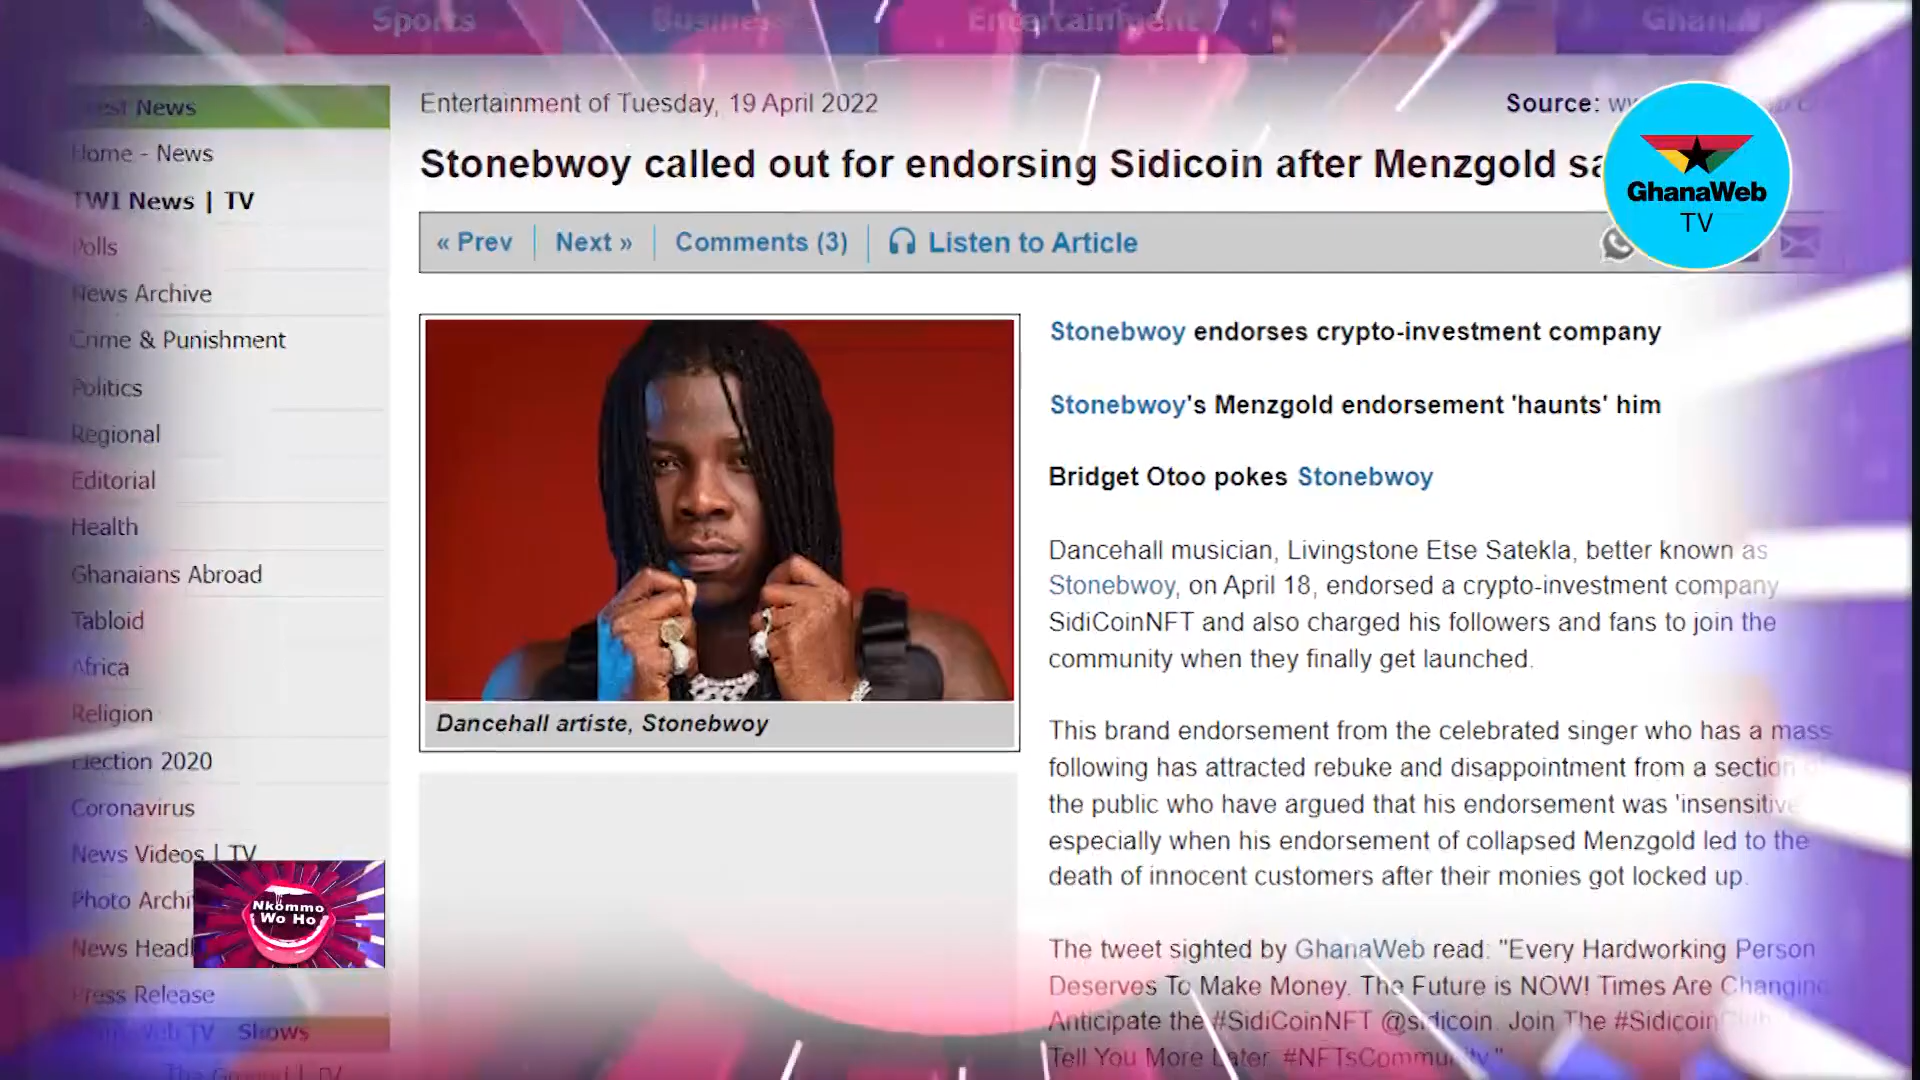 Sports
Business
Entertainment
GhanaW
News
Home - News
TWI News | TV
Polls
News Archive
Crime & Punishment
Politics
Regional
Editorial
Health
Ghanaians Abroad
Tabloid
Africa
Religion
Election 2020
Coronavirus
News Videos | TV
Photo Archi
News Headl
Press Release
TV Shows
The Ground | TV
Nkommo
Wo Ho
Entertainment of Tuesday, 19 April 2022
Source:
Stonebwoy called out for endorsing Sidicoin after Menzgold sa
« Prev Next » Comments (3) Listen to Article
GhanaWeb
TV
Dancehall artiste, Stonebwoy
Stonebwoy endorses crypto-investment company
Stonebwoy's Menzgold endorsement 'haunts' him
Bridget Otoo pokes Stonebwoy
Dancehall musician, Livingstone Etse Satekla, better known as
Stonebwoy, on April 18, endorsed a crypto-investment company
SidiCoinNFT and also charged his followers and fans to join the
community when they finally get launched.
This brand endorsement from the celebrated singer who has a mass
following has attracted rebuke and disappointment from a section
the public who have argued that his endorsement was 'insensitive'
especially when his endorsement of collapsed Menzgold led to the
death of innocent customers after their monies got locked up.
The tweet sighted by GhanaWeb read: "Every Hardworking Person
Deserves To Make Money. The Future is NOW! Times Are Changing
Anticipate the #SidiCoinNFT @sidicoin. Join The #SidicoinClub
Tell You More Later. #NFTsCommunity."